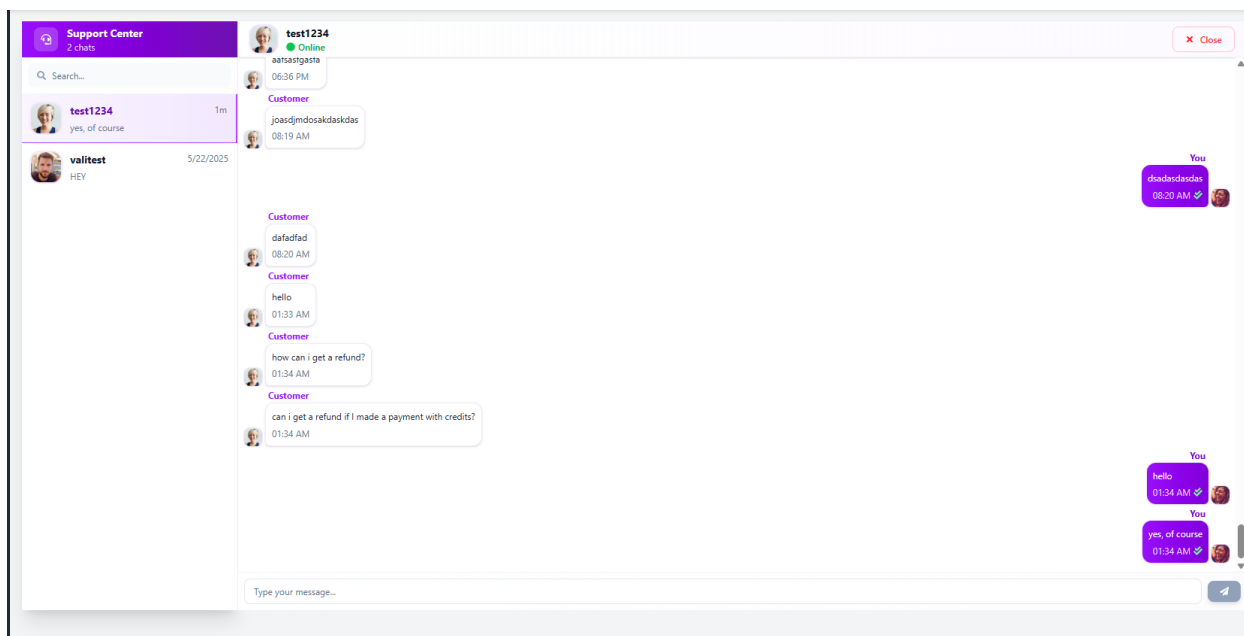 Support Center
2 chats
Search...
test1234
1m
yes, of course
valitest
5/22/2025
HEY
test1234
Online
Close
06:36 PM
Customer
joasdjmdosakdaskdas
08:19 AM
You
dsadasdasdas
08:20 AM
Customer
dafadfad
08:20 AM
Customer
hello
01:33 AM
Customer
how can i get a refund?
01:34 AM
Customer
can i get a refund if I made a payment with credits?
01:34 AM
You
hello
01:34 AM
You
yes, of course
01:34 AM
Type your message...